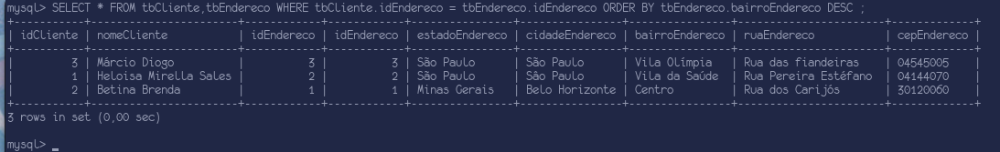 mysql> SELECT * FROM tbCliente,tbEndereco WHERE tbCliente.idEndereco = tbEndereco.idEndereco ORDER BY tbEndereco.bairroEndereco DESC ;
+-----------+------------------------+------------+------------+----------------+----------------+----------------+-----------------------+-------------+
| idCliente | nomeCliente | idEndereco | idEndereco | estadoEndereco | cidadeEndereco | bairroEndereco | ruaEndereco | cepEndereco |
+-----------+------------------------+------------+------------+----------------+----------------+----------------+-----------------------+-------------+
| 3 | Márcio Diogo | 3 | 3 | São Paulo | São Paulo | Vila Olímpia | Rua das fiandeiras | 04545005 |
| 1 | Heloisa Mirella Sales | 2 | 2 | São Paulo | São Paulo | Vila da Saúde | Rua Pereira Estéfano | 04144070 |
| 2 | Betina Brenda | 1 | 1 | Minas Gerais | Belo Horizonte | Centro | Rua dos Carijós | 30120060 |
+-----------+------------------------+------------+------------+----------------+----------------+----------------+-----------------------+-------------+
3 rows in set (0,00 sec)
mysql> _